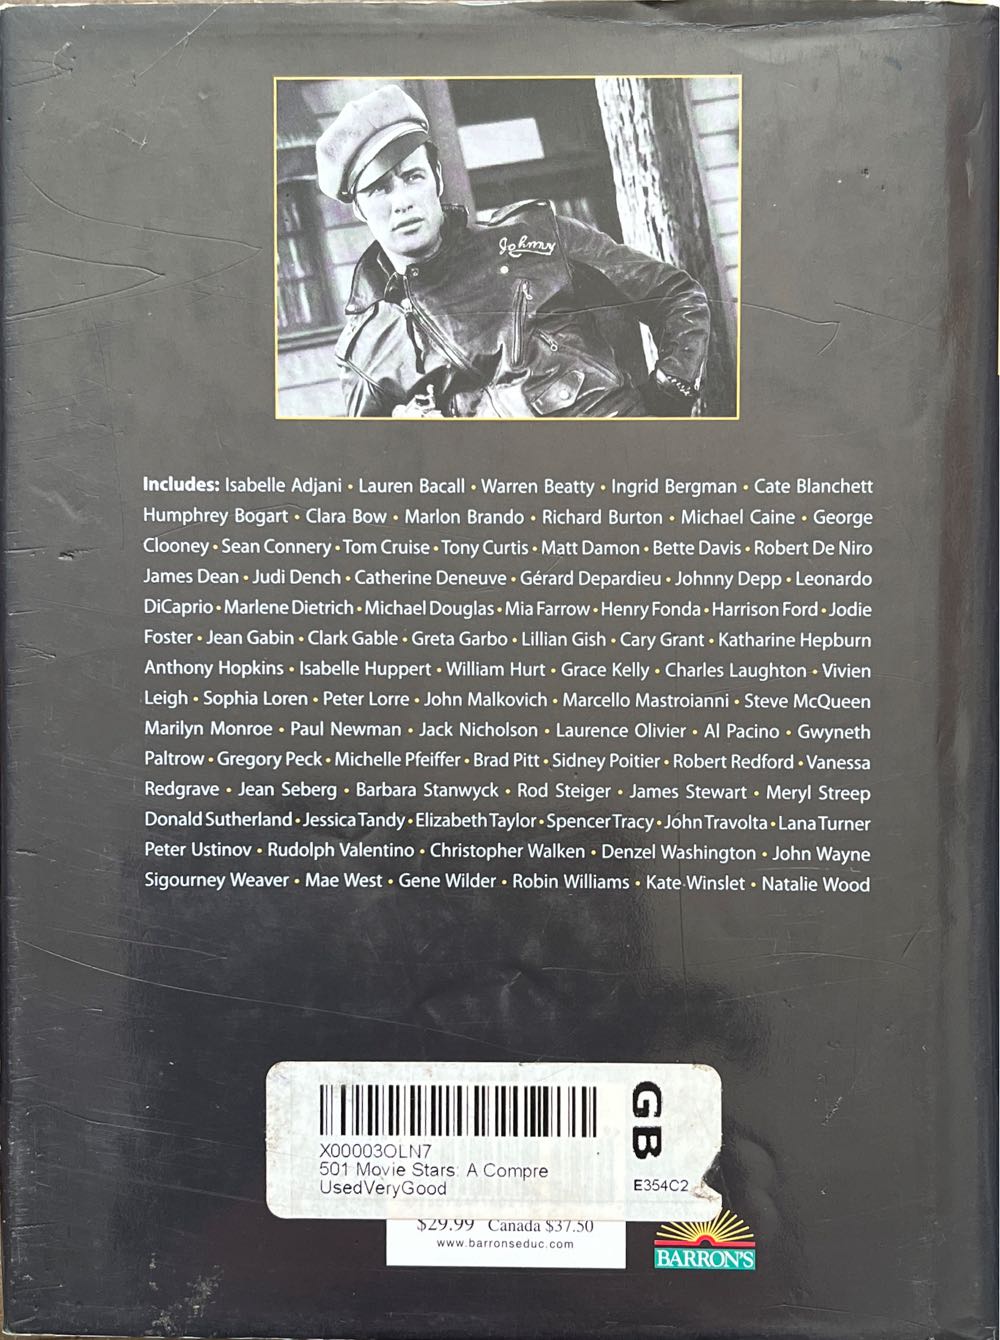 Johnny
Includes: Isabelle Adjani • Lauren Bacall • Warren Beatty • Ingrid Bergman • Cate Blanchett
Humphrey Bogart • Clara Bow • Marlon Brando • Richard Burton • Michael Caine • George
Clooney • Sean Connery • Tom Cruise • Tony Curtis • Matt Damon • Bette Davis • Robert De Niro
James Dean • Judi Dench • Catherine Deneuve • Gérard Depardieu • Johnny Depp • Leonardo
DiCaprio • Marlene Dietrich • Michael Douglas • Mia Farrow • Henry Fonda • Harrison Ford • Jodie
Foster • Jean Gabin • Clark Gable • Greta Garbo • Lillian Gish • Cary Grant • Katharine Hepburn
Anthony Hopkins • Isabelle Huppert • William Hurt • Grace Kelly • Charles Laughton • Vivien
Leigh • Sophia Loren • Peter Lorre • John Malkovich • Marcello Mastroianni • Steve McQueen
Marilyn Monroe • Paul Newman • Jack Nicholson • Laurence Olivier • Al Pacino • Gwyneth
Paltrow • Gregory Peck • Michelle Pfeiffer • Brad Pitt • Sidney Poitier • Robert Redford • Vanessa
Redgrave • Jean Seberg • Barbara Stanwyck • Rod Steiger • James Stewart • Meryl Streep
Donald Sutherland • Jessica Tandy • Elizabeth Taylor • Spencer Tracy • John Travolta • Lana Turner
Peter Ustinov • Rudolph Valentino • Christopher Walken • Denzel Washington • John Wayne
Sigourney Weaver • Mae West • Gene Wilder • Robin Williams • Kate Winslet • Natalie Wood
X00003OLN7
501 Movie Stars: A Compre
UsedVeryGood
GB
E354C2
$29.99 Canada $37.50
www.barronseduc.com
BARRON'S